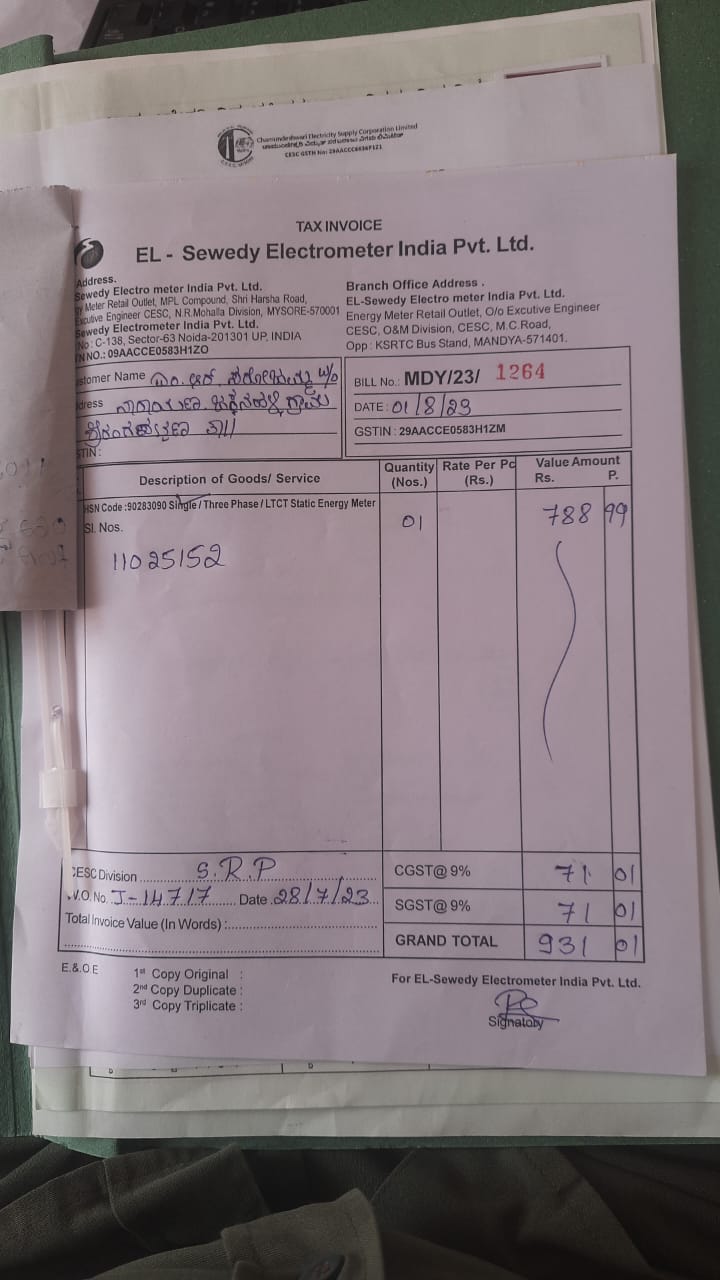 Chamundeshwari Electricity Supply Corporation Limited
CESC GSTN No: 29AACCC6636F1Z1
TAX INVOICE
EL - Sewedy Electrometer India Pvt. Ltd.
Address.
Sewedy Electro meter India Pvt. Ltd.
Meter Retail Outlet, MPL Compound, Shri Harsha Road,
Engineer CESC, N.R.Mohalla Division, MYSORE-570001
Sewedy Electrometer India Pvt. Ltd.
No : C-138, Sector-63 Noida-201301 UP, INDIA
NO.: 09AACCE0583H1ZO
Branch Office Address .
EL-Sewedy Electro meter India Pvt. Ltd.
Energy Meter Retail Outlet, O/o Excutive Engineer
CESC, O&M Division, CESC, M.C.Road,
Opp : KSRTC Bus Stand, MANDYA-571401.
stomer Name ಎಂ. ಆರ್. w/o
dress ನಾರಾಯಣ ಗ್ರಾಮ
ಶ್ರೀರಂಗಪಟ್ಟಣ ತಾ||
TIN:
BILL No.: MDY/23/ 1264
DATE : 01/8/23
GSTIN : 29AACCE0583H1ZM
Description of Goods/ Service Quantity (Nos.) Rate Per Pc (Rs.) Value Amount Rs. P.
HSN Code :90283090 Single / Three Phase / LTCT Static Energy Meter
Sl. Nos. 01 788 99
11025152
CESC Division S.R.P CGST@ 9% 71 01
.V.O. No. J-14717 Date 28/7/23 SGST@ 9% 71 01
Total Invoice Value (In Words) :
GRAND TOTAL 931 01
E.&.O.E
1st Copy Original :
2nd Copy Duplicate :
3rd Copy Triplicate :
For EL-Sewedy Electrometer India Pvt. Ltd.
Signatory